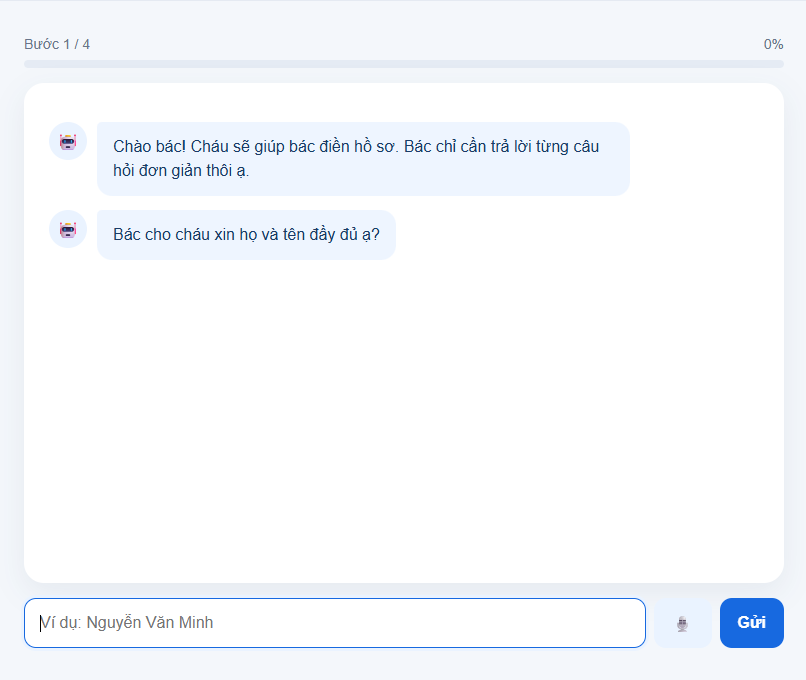 Bước 1 / 4
0%
Chào bác! Cháu sẽ giúp bác điền hồ sơ. Bác chỉ cần trả lời từng câu
hỏi đơn giản thôi ạ.
Bác cho cháu xin họ và tên đầy đủ ạ?
Ví dụ: Nguyễn Văn Minh
Gửi